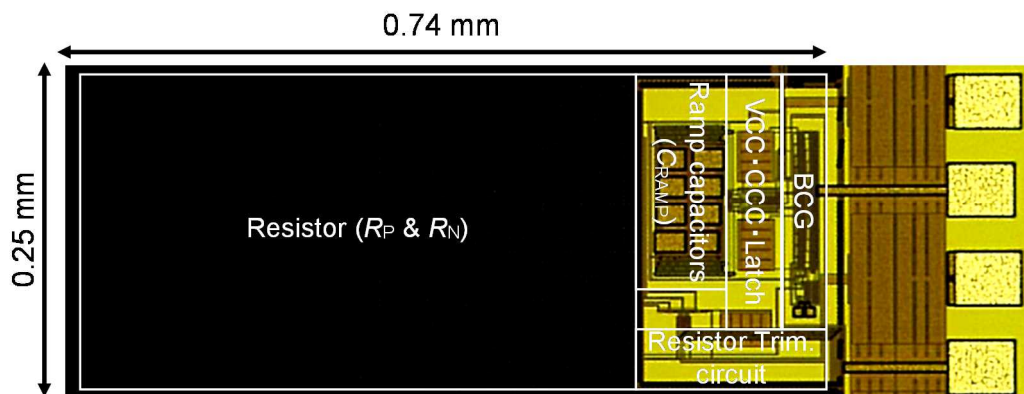 0.74 mm
0.25 mm
Resistor (RP & RN)
Ramp capacitors
(CRAMP)
VCC・CCC・Latch
BCG
Resistor Trim.
circuit